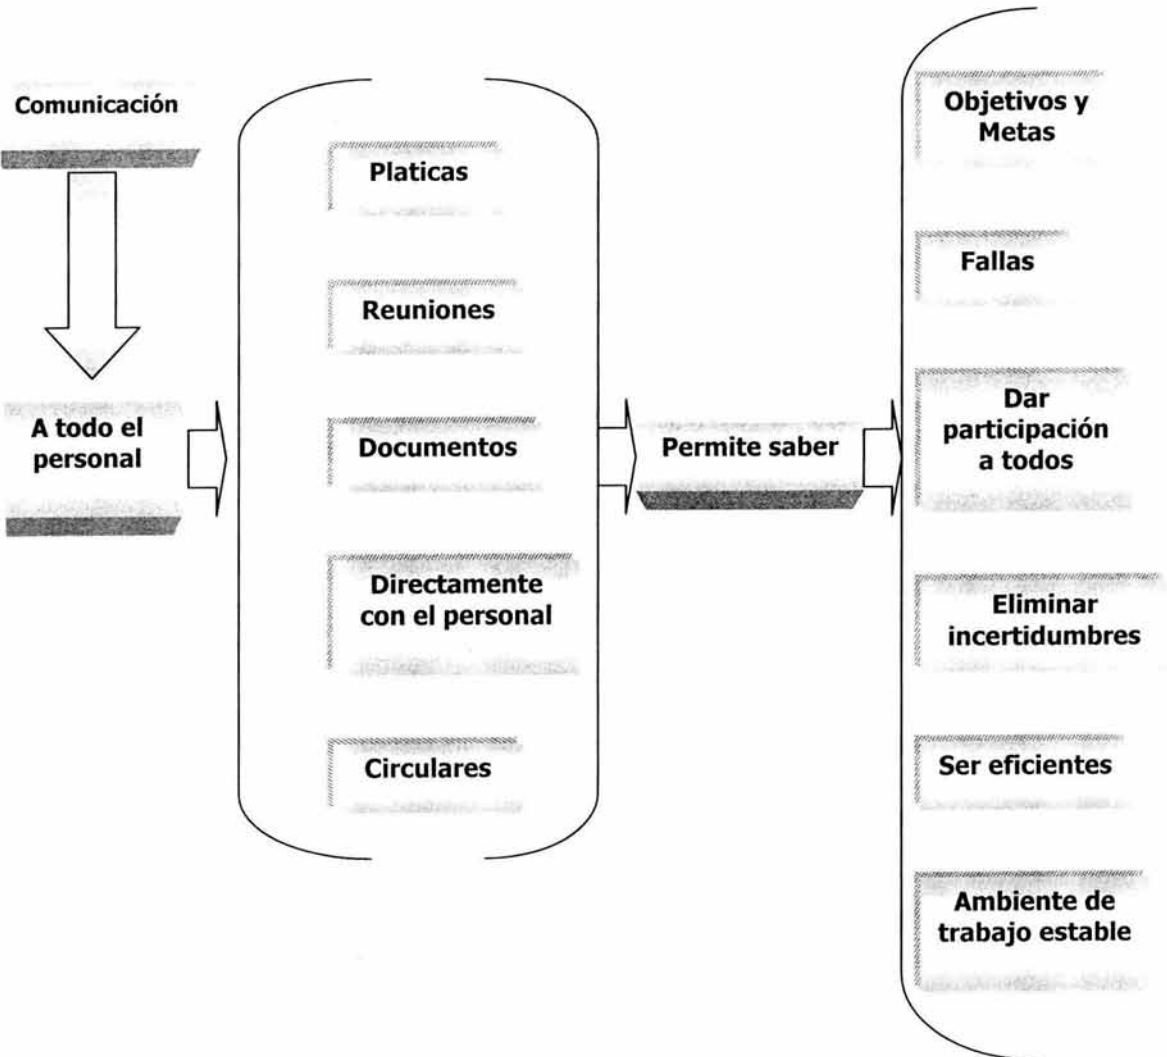 Comunicación
A todo el
personal
Platicas
Reuniones
Documentos
Directamente
con el personal
Circulares
Permite saber
Objetivos y
Metas
Fallas
Dar
participación
a todos
Eliminar
incertidumbres
Ser eficientes
Ambiente de
trabajo estable